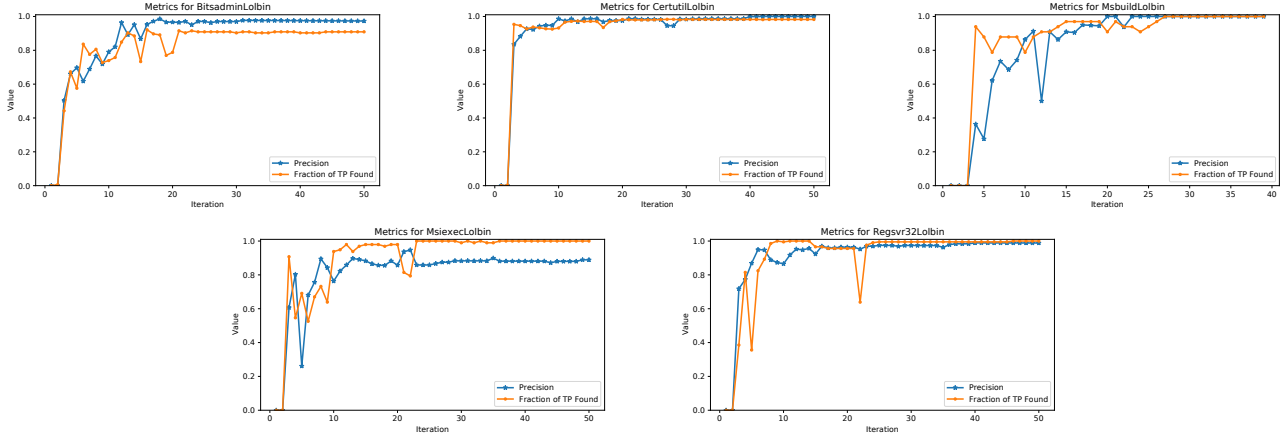 Metrics for BitsadminLolbin
1.0
0.8
0.6
0.4
0.2
0.0
Value
0 10 20 30 40 50
Iteration
Precision
Fraction of TP Found
Metrics for CertutilLolbin
1.0
0.8
0.6
0.4
0.2
0.0
Value
0 10 20 30 40 50
Iteration
Precision
Fraction of TP Found
Metrics for MsbuildLolbin
1.0
0.8
0.6
0.4
0.2
0.0
Value
0 5 10 15 20 25 30 35 40
Iteration
Precision
Fraction of TP Found
Metrics for MsiexecLolbin
1.0
0.8
0.6
0.4
0.2
0.0
Value
0 10 20 30 40 50
Iteration
Precision
Fraction of TP Found
Metrics for Regsvr32Lolbin
1.0
0.8
0.6
0.4
0.2
0.0
Value
0 10 20 30 40 50
Iteration
Precision
Fraction of TP Found